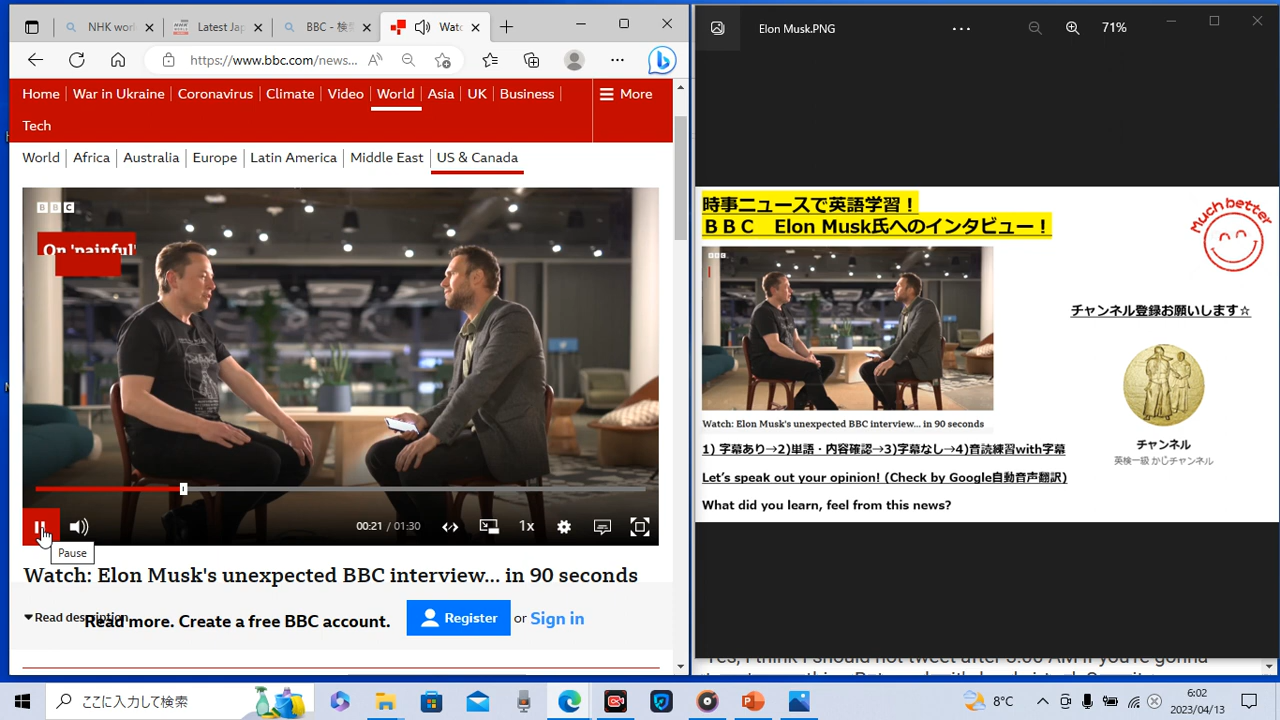 NHK wor
Latest Jap
BBC - 検索
Watc
https://www.bbc.com/news...
Home
War in Ukraine
Coronavirus
Climate
Video
World
Asia
UK
Business
More
Tech
World
Africa
Australia
Europe
Latin America
Middle East
US & Canada
BBC
On 'painful'
00:21 / 01:30
1x
Pause
Watch: Elon Musk's unexpected BBC interview... in 90 seconds
Read description
Read more. Create a free BBC account.
Register
or Sign in
Elon Musk.PNG
71%
時事ニュースで英語学習！
ＢＢＣ　Elon Musk氏へのインタビュー！
Much better
BBC
チャンネル登録お願いします☆
Watch: Elon Musk's unexpected BBC interview... in 90 seconds
チャンネル
英検一級 かじチャンネル
1) 字幕あり→2)単語・内容確認→3)字幕なし→4)音読練習with字幕
Let's speak out your opinion! (Check by Google自動音声翻訳)
What did you learn, feel from this news?
Yes, I think I should not tweet after 3:00 AM if you're gonna
ここに入力して検索
8°C
6:02
2023/04/13